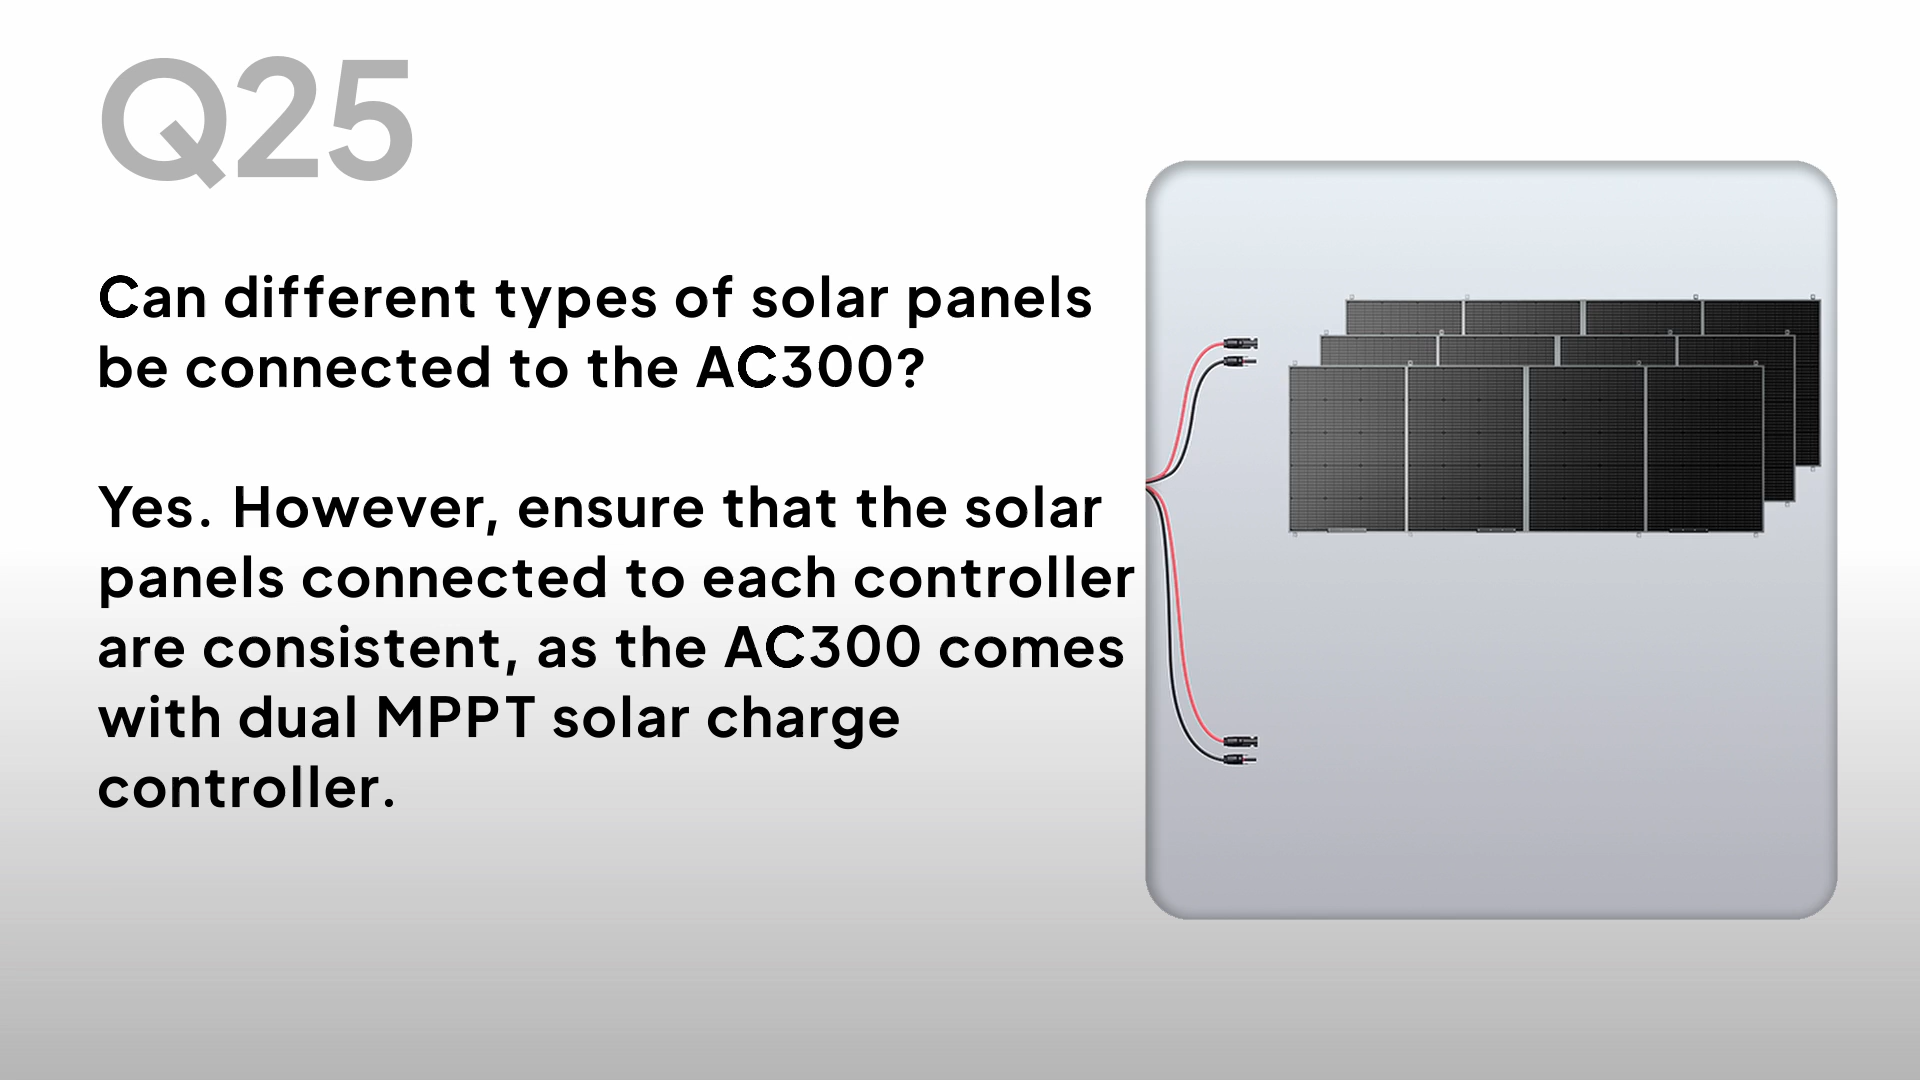 Q25
Can different types of solar panels
be connected to the AC300?
Yes. However, ensure that the solar
panels connected to each controller
are consistent, as the AC300 comes
with dual MPPT solar charge
controller.